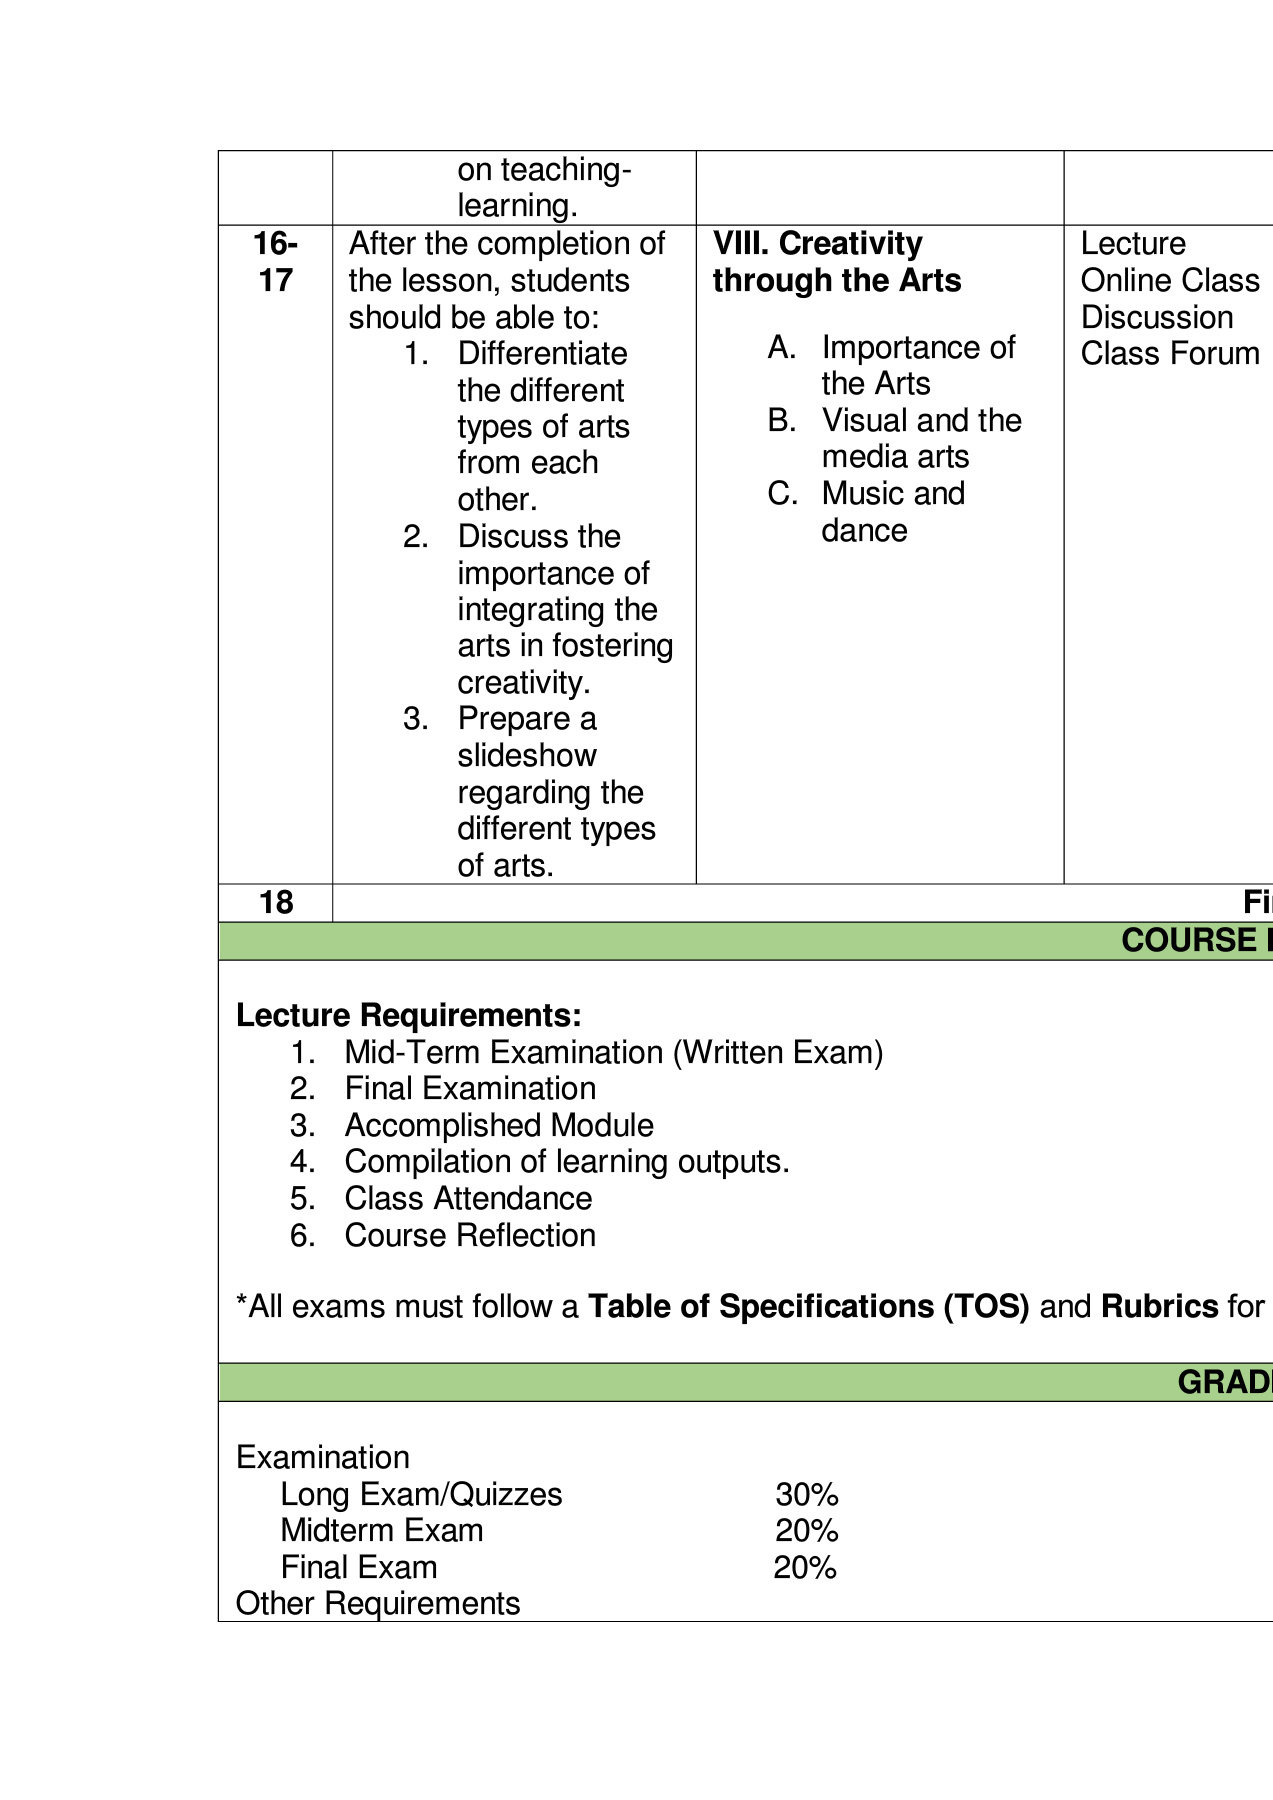 on teaching-
learning.
16-
17
After the completion of
the lesson, students
should be able to:
1. Differentiate
the different
types of arts
from each
other.
2. Discuss the
importance of
integrating the
arts in fostering
creativity.
3. Prepare a
slideshow
regarding the
different types
of arts.
VIII. Creativity
through the Arts
A. Importance of
the Arts
B. Visual and the
media arts
C. Music and
dance
Lecture
Online Class
Discussion
Class Forum
18
COURSE
Lecture Requirements:
1. Mid-Term Examination (Written Exam)
2. Final Examination
3. Accomplished Module
4. Compilation of learning outputs.
5. Class Attendance
6. Course Reflection
*All exams must follow a Table of Specifications (TOS) and Rubrics for
Examination
Long Exam/Quizzes 30%
Midterm Exam 20%
Final Exam 20%
Other Requirements